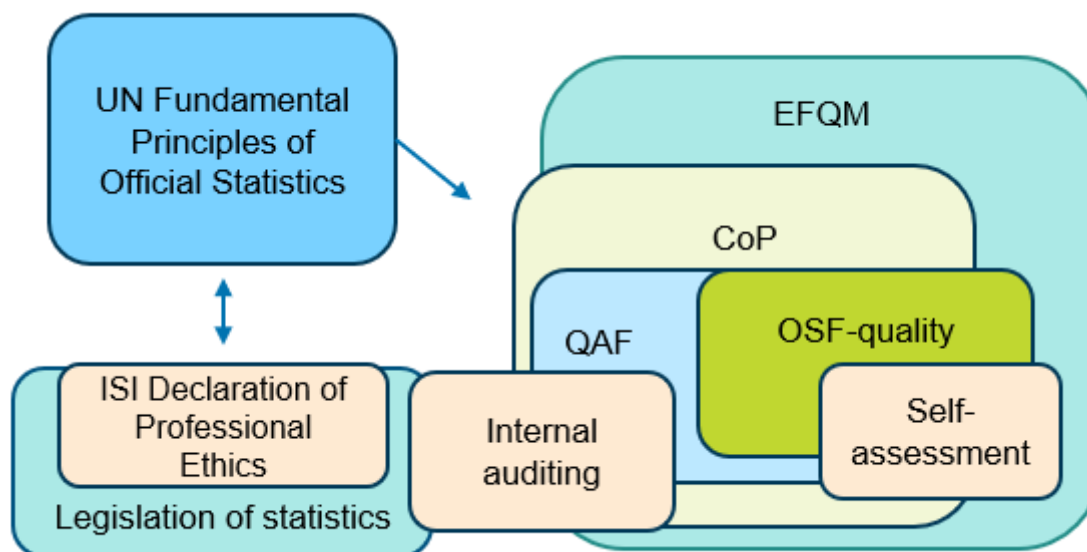 UN Fundamental
Principles of
Official Statistics
EFQM
CoP
QAF
OSF-quality
ISI Declaration of
Professional
Ethics
Legislation of statistics
Internal
auditing
Self-
assessment